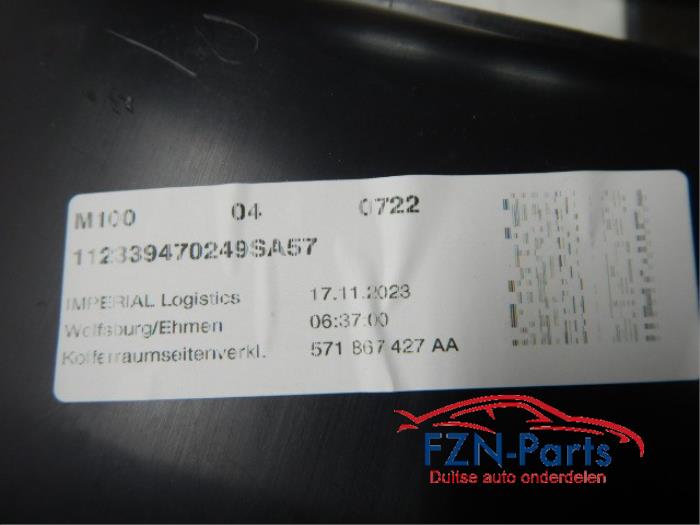 M100 04 0722
112339470249SA57
IMPERIAL Logistics 17.11.2023
Wolfsburg/Ehmen 06:37:00
Kofferraumseitenverkl. 571 867 427 AA
FZN-Parts
Duitse auto onderdelen